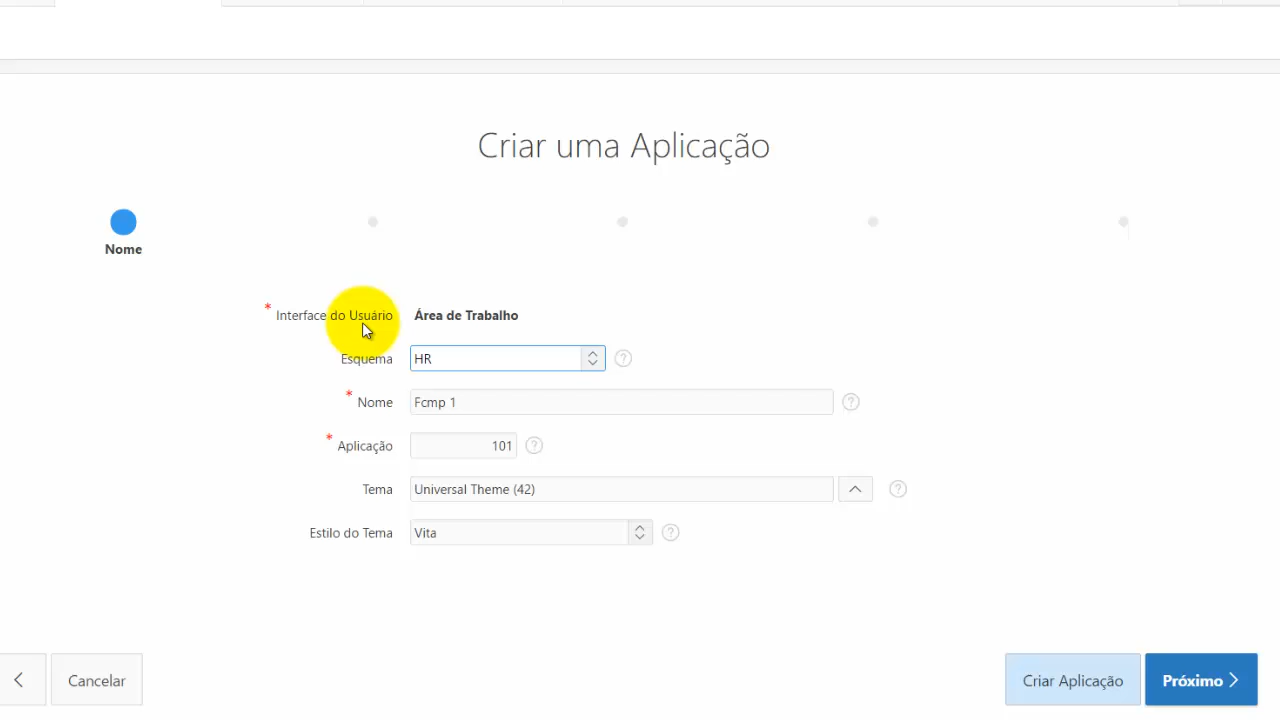 Criar uma Aplicação
Nome
* Interface do Usuário Área de Trabalho
Esquema HR ?
* Nome Fcmp 1 ?
* Aplicação 101 ?
Tema Universal Theme (42) ?
Estilo do Tema Vita ?
Cancelar Criar Aplicação Próximo